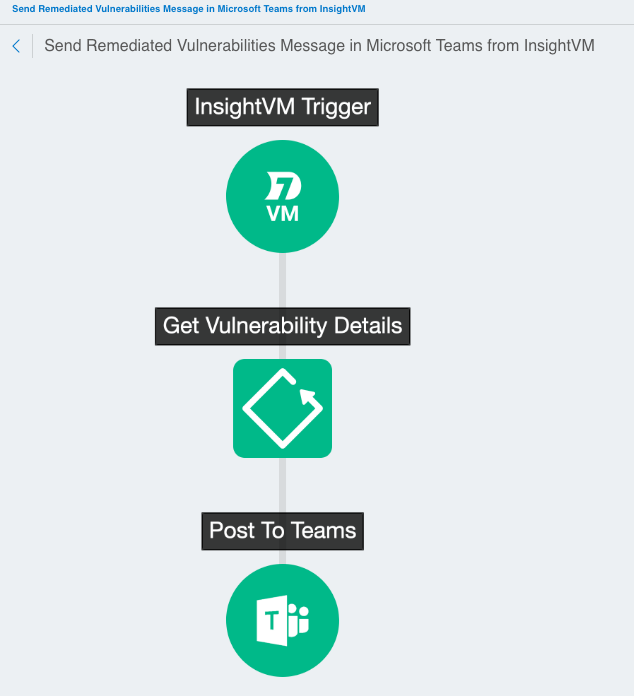 Send Remediated Vulnerabilities Message in Microsoft Teams from InsightVM
Send Remediated Vulnerabilities Message in Microsoft Teams from InsightVM
InsightVM Trigger
7
VM
Get Vulnerability Details
Post To Teams
T